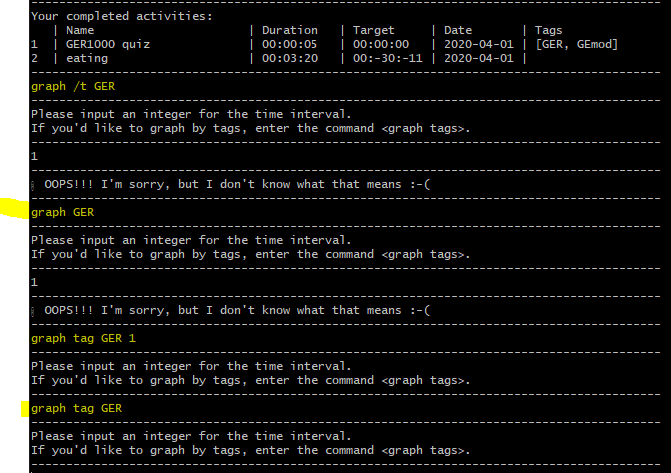 --------------------------------------------------------------------------------
Your completed activities:
   | Name                     | Duration   | Target      | Date       | Tags
1  | GER1000 quiz             | 00:00:05   | 00:00:00    | 2020-04-01 | [GER, GEmod]
2  | eating                   | 00:03:20   | 00:-30:-11 | 2020-04-01 |
--------------------------------------------------------------------------------
graph /t GER
--------------------------------------------------------------------------------
Please input an integer for the time interval.
If you'd like to graph by tags, enter the command <graph tags>.
--------------------------------------------------------------------------------
1
--------------------------------------------------------------------------------
OOPS!!! I'm sorry, but I don't know what that means :-(
--------------------------------------------------------------------------------
graph GER
--------------------------------------------------------------------------------
Please input an integer for the time interval.
If you'd like to graph by tags, enter the command <graph tags>.
--------------------------------------------------------------------------------
1
--------------------------------------------------------------------------------
OOPS!!! I'm sorry, but I don't know what that means :-(
--------------------------------------------------------------------------------
graph tag GER 1
--------------------------------------------------------------------------------
Please input an integer for the time interval.
If you'd like to graph by tags, enter the command <graph tags>.
--------------------------------------------------------------------------------
graph tag GER
--------------------------------------------------------------------------------
Please input an integer for the time interval.
If you'd like to graph by tags, enter the command <graph tags>.
--------------------------------------------------------------------------------